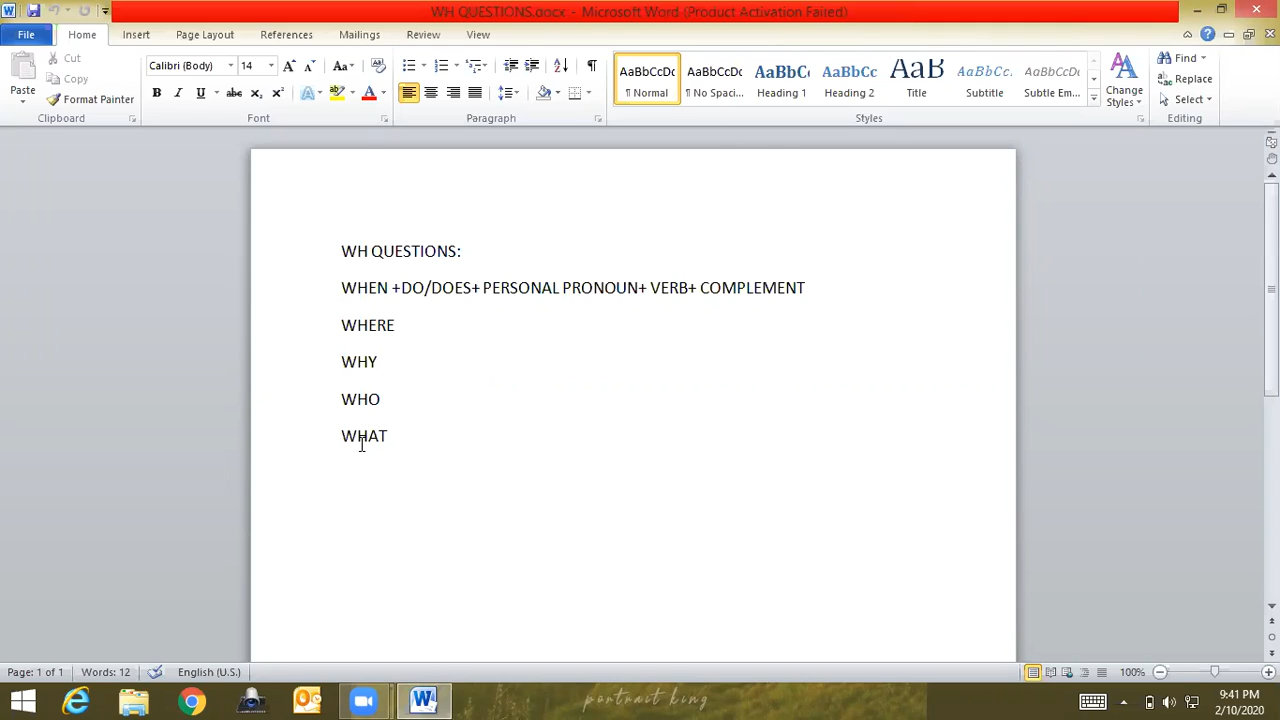 WH QUESTIONS.docx - Microsoft Word (Product Activation Failed)
File Home Insert Page Layout References Mailings Review View
Paste
Cut
Copy
Format Painter
Clipboard
Calibri (Body) 14
Font
Paragraph
AaBbCcDc AaBbCcDc AaBbC AaBbCc AaB AaBbCc. AaBbCcDc
¶ Normal ¶ No Spaci... Heading 1 Heading 2 Title Subtitle Subtle Em...
Change Styles
Styles
Find
Replace
Select
Editing
WH QUESTIONS:
WHEN +DO/DOES+ PERSONAL PRONOUN+ VERB+ COMPLEMENT
WHERE
WHY
WHO
WHAT
Page: 1 of 1 Words: 12 English (U.S.) 100%
portrait king
9:41 PM
2/10/2020